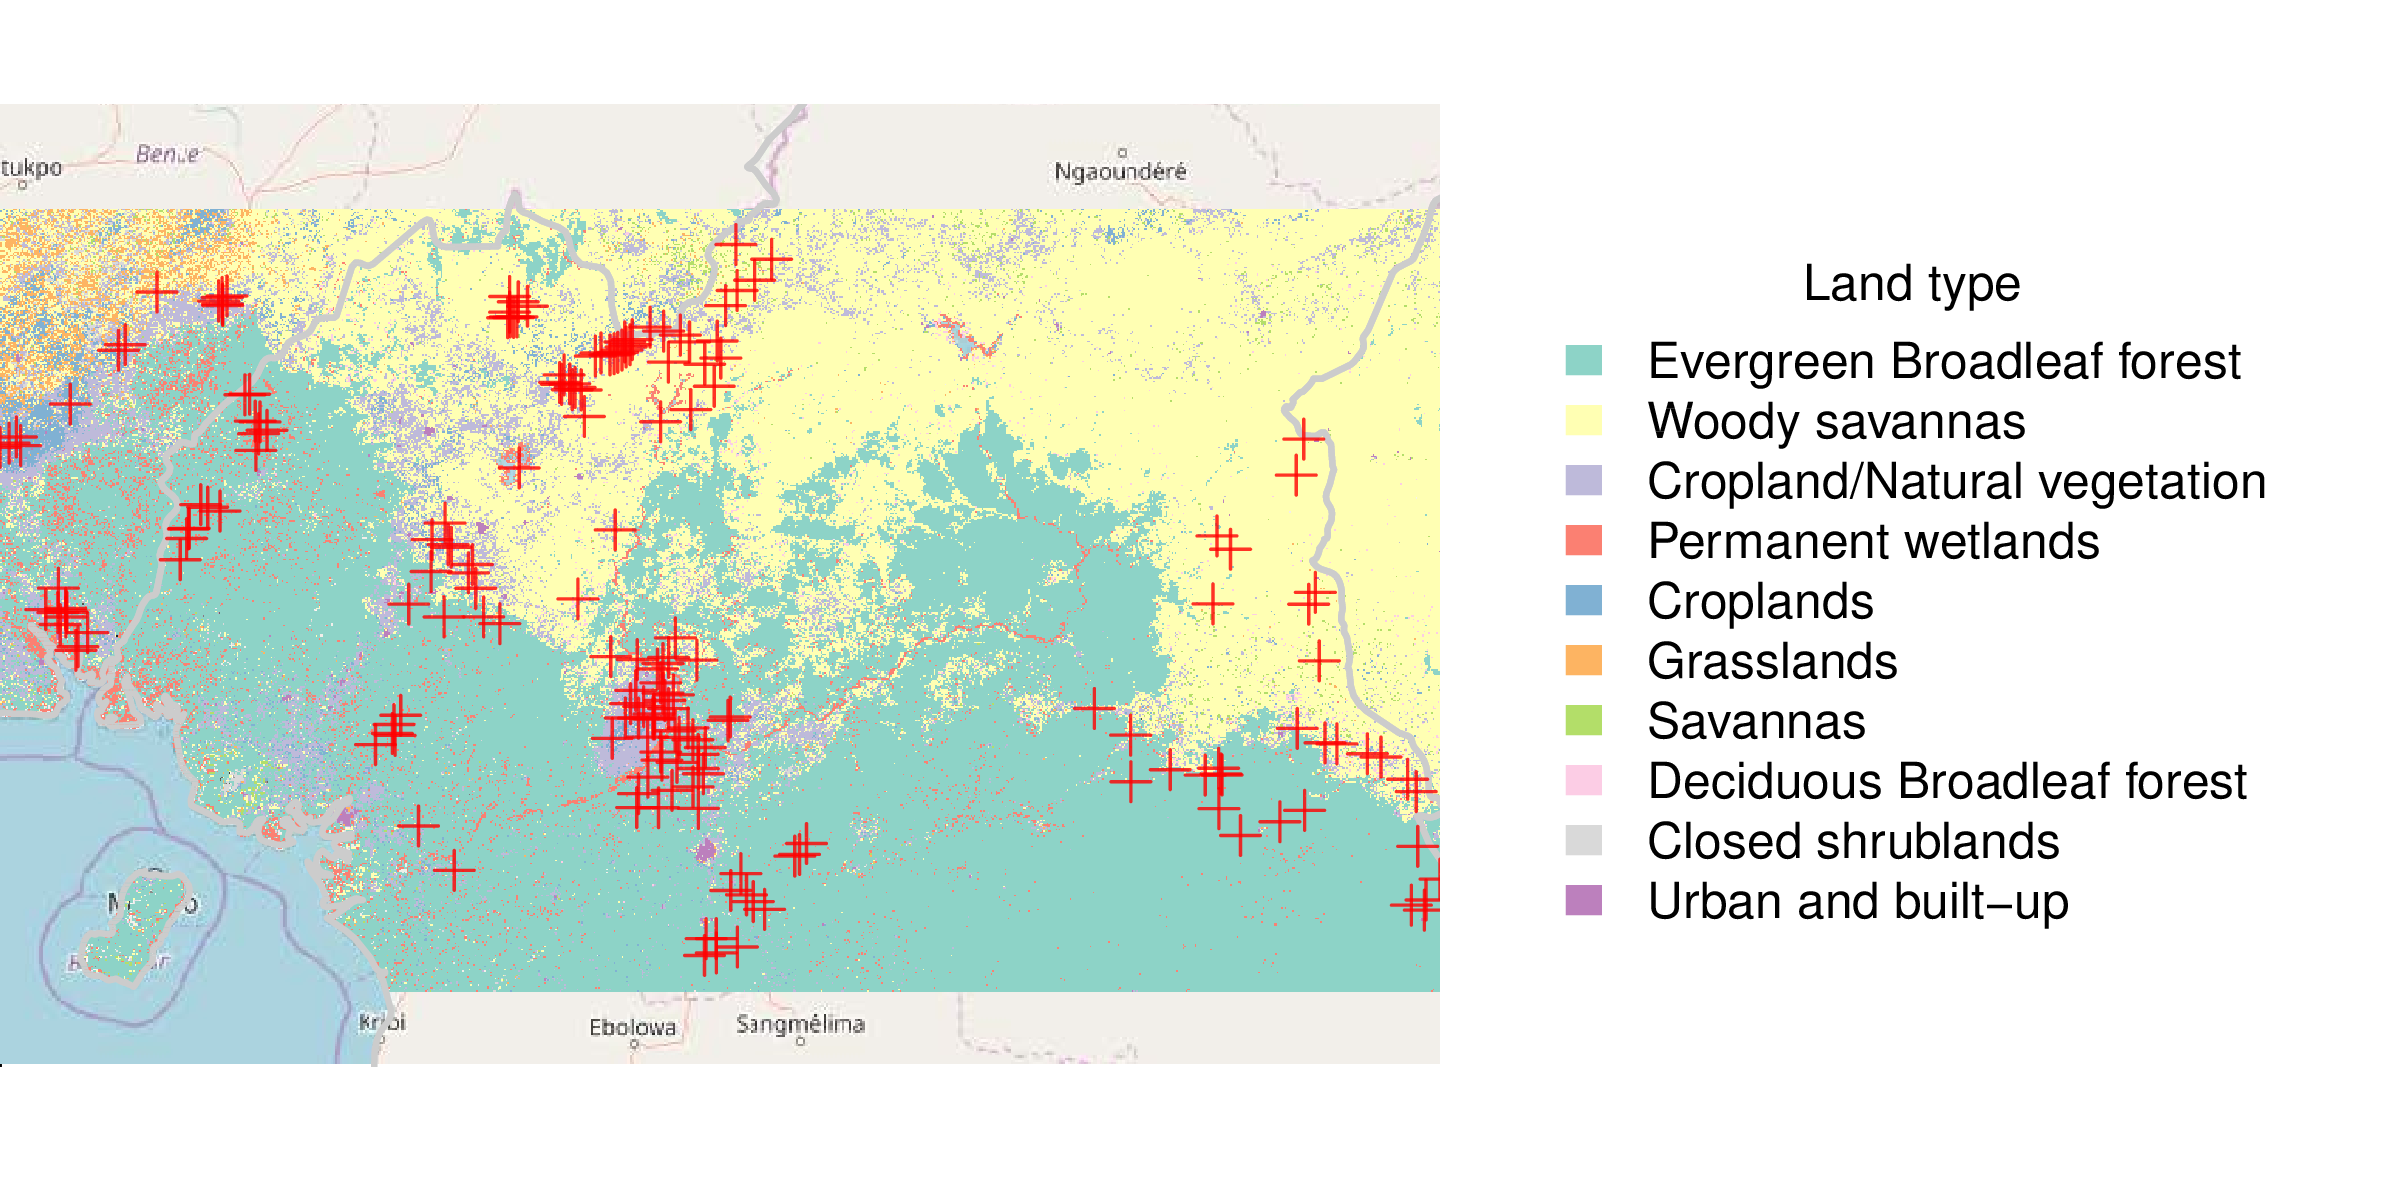 tukpo
Benue
Ngaoundéré
Ebolowa
Sangmélima
Land type
Evergreen Broadleaf forest
Woody savannas
Cropland/Natural vegetation
Permanent wetlands
Croplands
Grasslands
Savannas
Deciduous Broadleaf forest
Closed shrublands
Urban and built−up